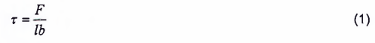 τ = F/lb (1)